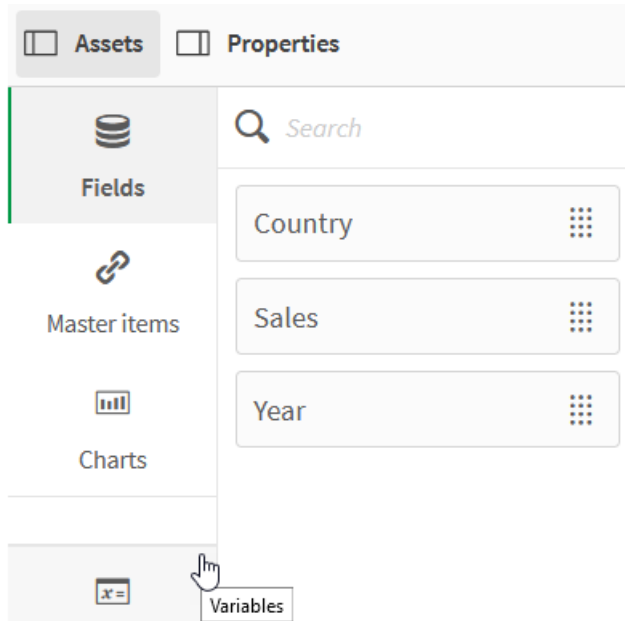 Assets
Properties
Fields
Search
Country
Master items
Sales
Year
Charts
x=
Variables